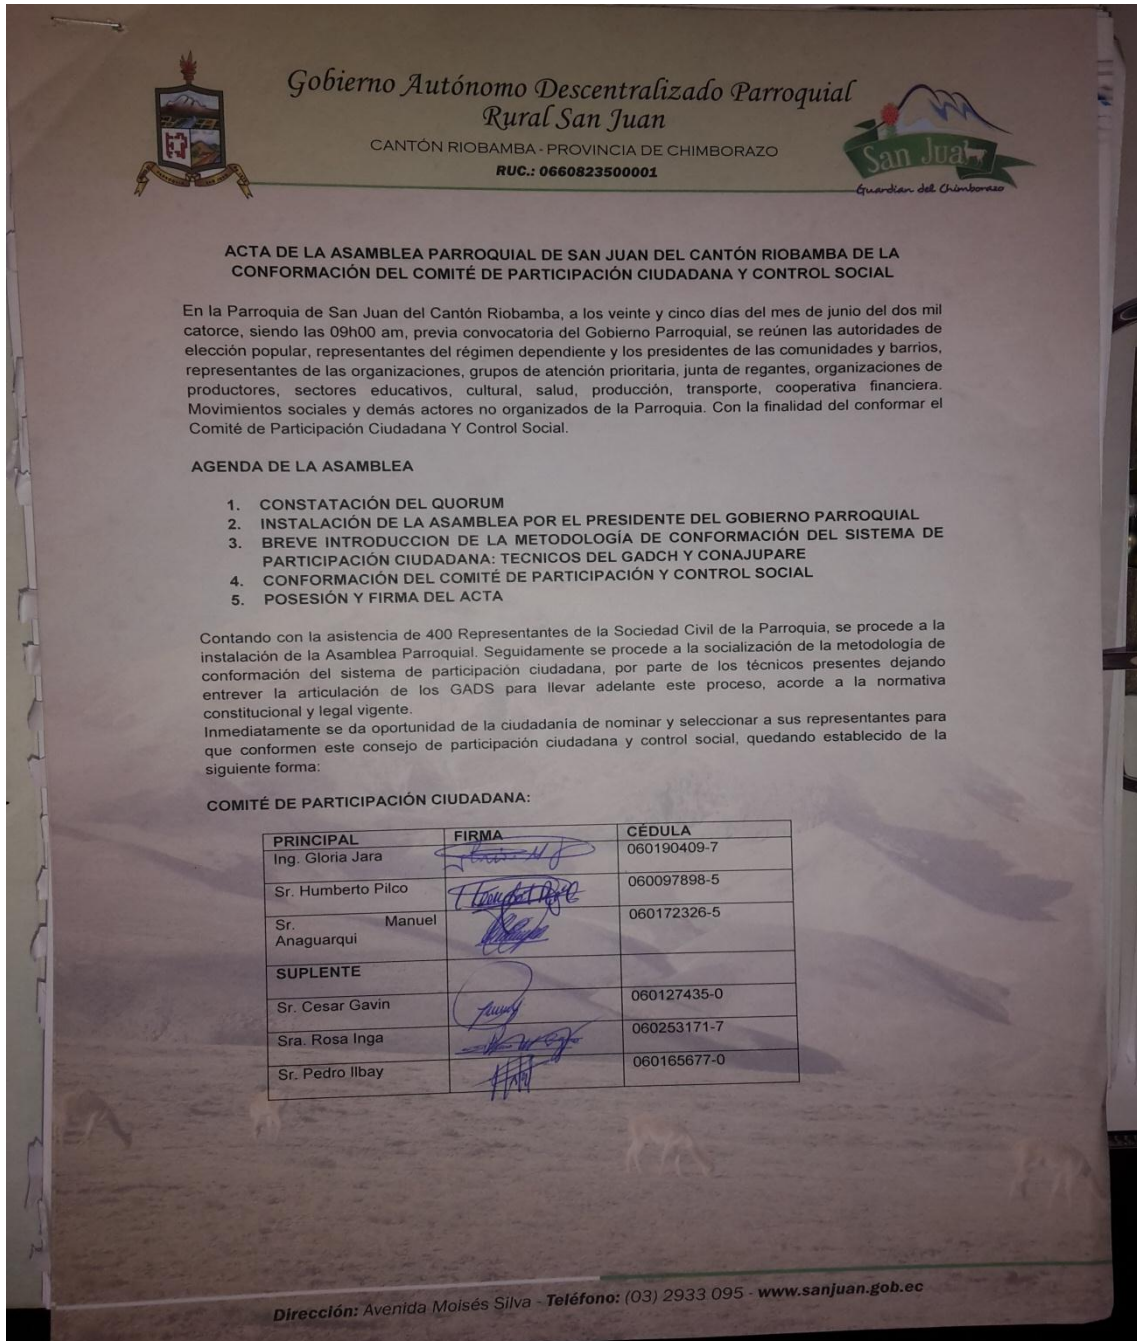 Gobierno Autónomo Descentralizado Parroquial
Rural San Juan
CANTÓN RIOBAMBA - PROVINCIA DE CHIMBORAZO
RUC.: 0660823500001
San Juan
Guardian del Chimborazo
ACTA DE LA ASAMBLEA PARROQUIAL DE SAN JUAN DEL CANTÓN RIOBAMBA DE LA
CONFORMACIÓN DEL COMITÉ DE PARTICIPACIÓN CIUDADANA Y CONTROL SOCIAL
En la Parroquia de San Juan del Cantón Riobamba, a los veinte y cinco días del mes de junio del dos mil
catorce, siendo las 09h00 am, previa convocatoria del Gobierno Parroquial, se reúnen las autoridades de
elección popular, representantes del régimen dependiente y los presidentes de las comunidades y barrios,
representantes de las organizaciones, grupos de atención prioritaria, junta de regantes, organizaciones de
productores, sectores educativos, cultural, salud, producción, transporte, cooperativa financiera.
Movimientos sociales y demás actores no organizados de la Parroquia. Con la finalidad del conformar el
Comité de Participación Ciudadana Y Control Social.
AGENDA DE LA ASAMBLEA
1. CONSTATACIÓN DEL QUORUM
2. INSTALACIÓN DE LA ASAMBLEA POR EL PRESIDENTE DEL GOBIERNO PARROQUIAL
3. BREVE INTRODUCCION DE LA METODOLOGÍA DE CONFORMACIÓN DEL SISTEMA DE
PARTICIPACIÓN CIUDADANA: TECNICOS DEL GADCH Y CONAJUPARE
4. CONFORMACIÓN DEL COMITÉ DE PARTICIPACIÓN Y CONTROL SOCIAL
5. POSESIÓN Y FIRMA DEL ACTA
Contando con la asistencia de 400 Representantes de la Sociedad Civil de la Parroquia, se procede a la
instalación de la Asamblea Parroquial. Seguidamente se procede a la socialización de la metodología de
conformación del sistema de participación ciudadana, por parte de los técnicos presentes dejando
entrever la articulación de los GADS para llevar adelante este proceso, acorde a la normativa
constitucional y legal vigente.
Inmediatamente se da oportunidad de la ciudadanía de nominar y seleccionar a sus representantes para
que conformen este consejo de participación ciudadana y control social, quedando establecido de la
siguiente forma:
COMITÉ DE PARTICIPACIÓN CIUDADANA:
PRINCIPAL FIRMA CÉDULA
Ing. Gloria Jara 060190409-7
Sr. Humberto Pilco 060097898-5
Sr. Manuel 060172326-5
Anaguarqui
SUPLENTE
Sr. Cesar Gavin 060127435-0
Sra. Rosa Inga 060253171-7
Sr. Pedro Ilbay 060165677-0
Dirección: Avenida Moisés Silva - Teléfono: (03) 2933 095 - www.sanjuan.gob.ec